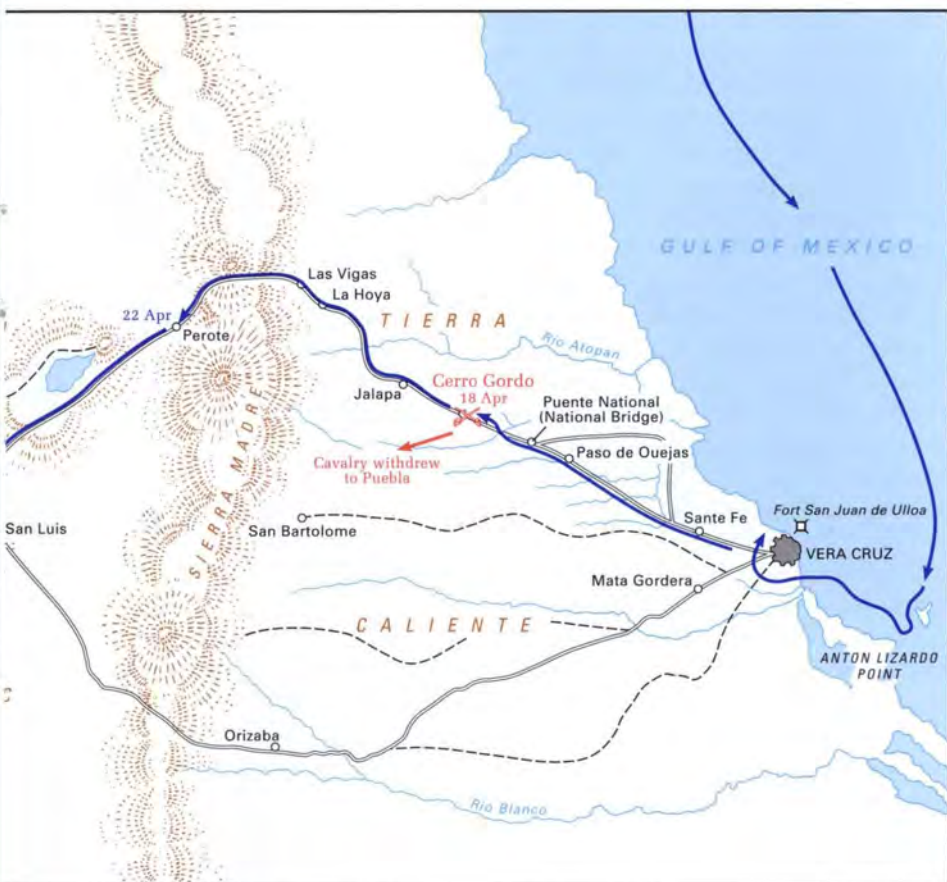 GULF OF MEXICO
Las Vigas
La Hoya
22 Apr
Perote
TIERRA
Rio Atopan
Jalapa
Cerro Gordo
18 Apr
Puente National
(National Bridge)
Cavalry withdrew
to Puebla
Paso de Ouejas
SIERRA MADRE
San Luis
San Bartolome
Sante Fe
Fort San Juan de Ulloa
VERA CRUZ
Mata Gordera
CALIENTE
ANTON LIZARDO
POINT
Orizaba
Rio Blanco